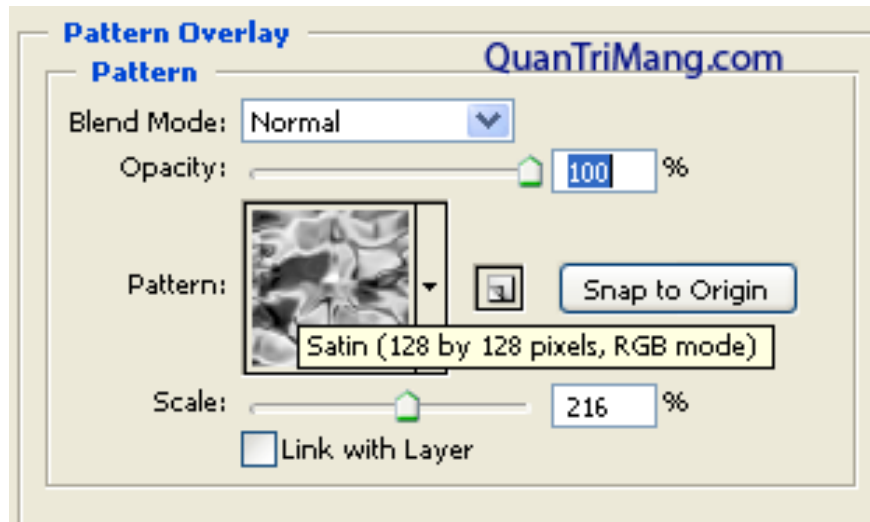 Pattern Overlay
QuanTriMang.com
Pattern
Blend Mode: Normal
Opacity: 100 %
Pattern: Snap to Origin
Satin (128 by 128 pixels, RGB mode)
Scale: 216 %
Link with Layer